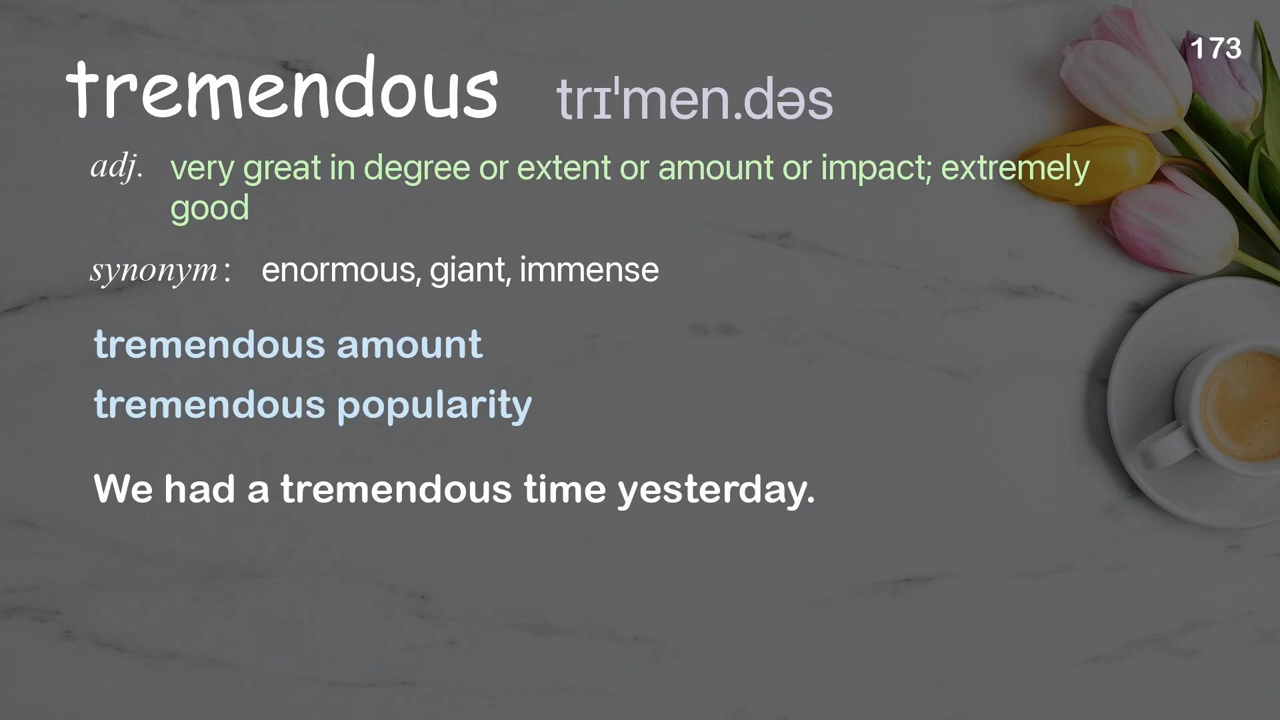 173
tremendous trɪˈmen.dəs
adj. very great in degree or extent or amount or impact; extremely
good
synonym: enormous, giant, immense
tremendous amount
tremendous popularity
We had a tremendous time yesterday.